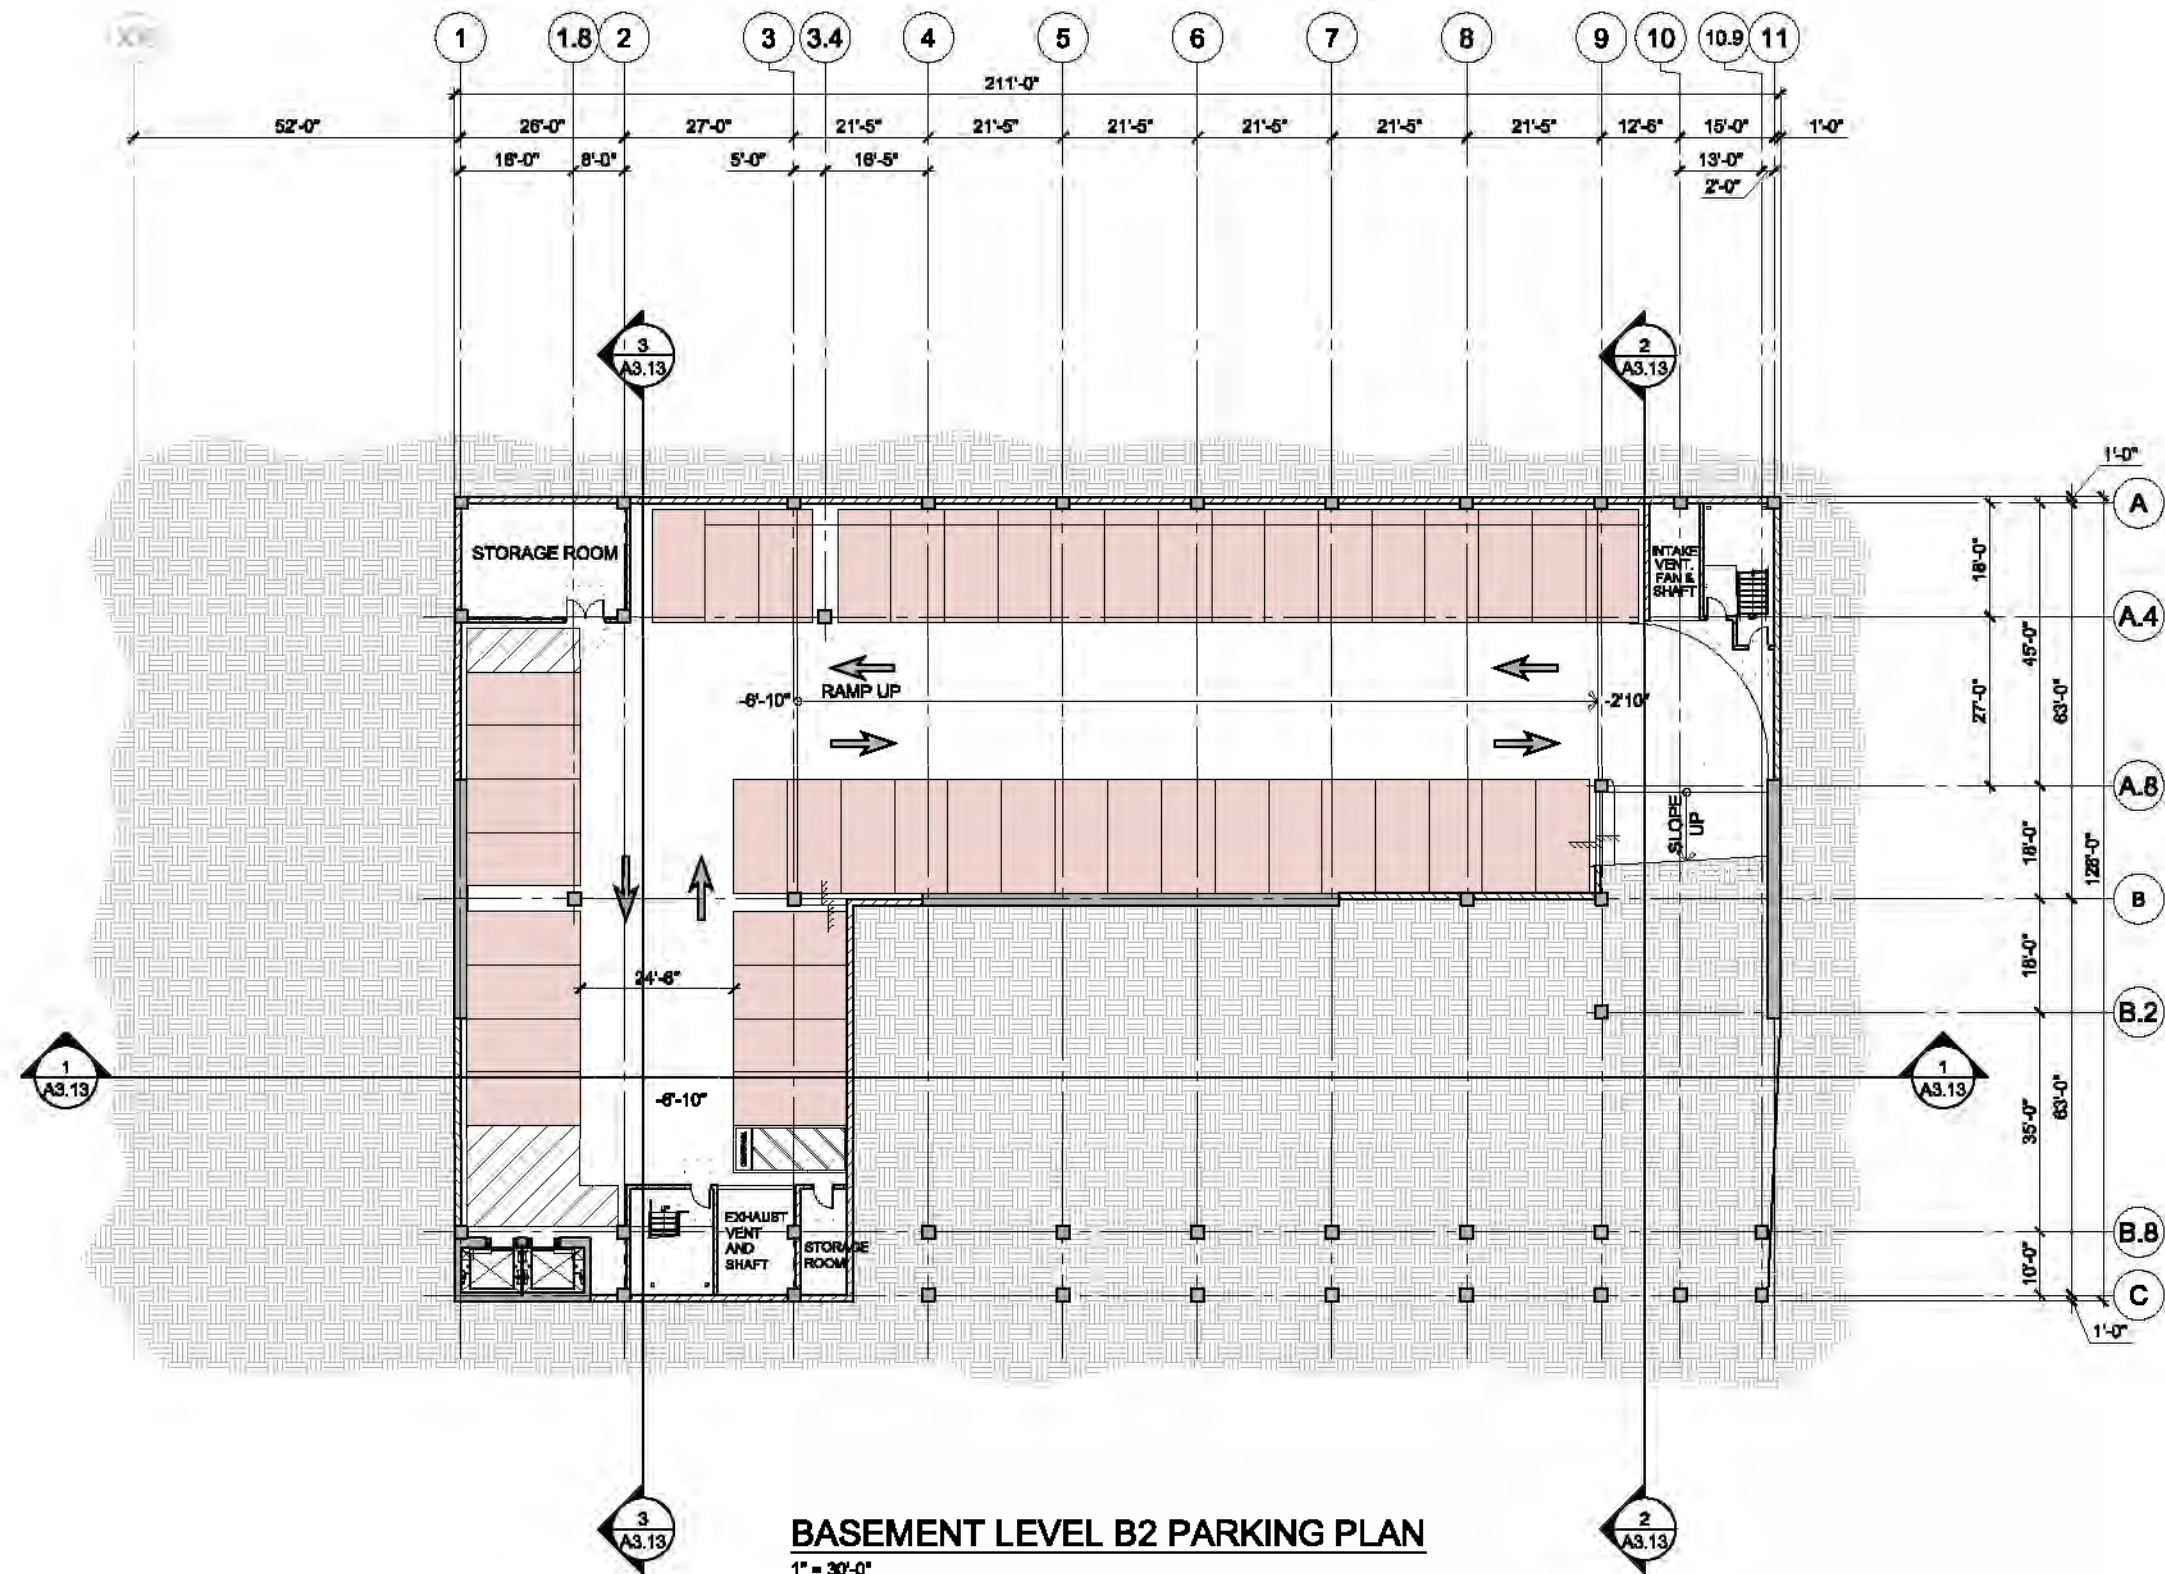 1 1.8 2 3 3.4 4 5 6 7 8 9 10 10.9 11
211'-0"
52'-0" 26'-0" 27'-0" 21'-5" 21'-5" 21'-5" 21'-5" 21'-5" 21'-5" 12'-6" 15'-0" 1'-0"
18'-0" 8'-0" 5'-0" 16'-5" 13'-0"
2'-0"
3
A3.13
2
A3.13
1'-0"
A
STORAGE ROOM
INTAKE
VENT.
FAN &
SHAFT
18'-0"
A.4
45'-0"
RAMP UP
-6'-10"
-2'10"
27'-0"
63'-0"
A.8
SLOPE
UP
18'-0"
128'-0"
B
24'-6"
18'-0"
B.2
1
A3.13
1
A3.13
-6'-10"
35'-0"
63'-0"
EXHAUST
VENT
AND
SHAFT
STORAGE
ROOM
B.8
10'-0"
C
1'-0"
3
A3.13
2
A3.13
BASEMENT LEVEL B2 PARKING PLAN
1" = 30'-0"